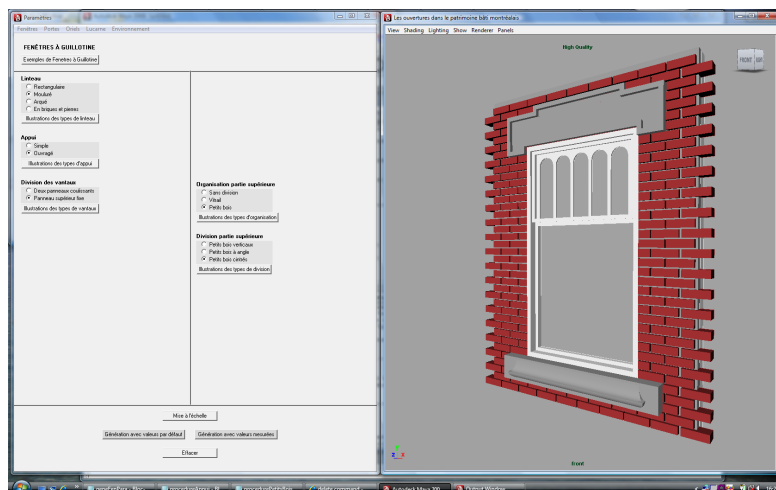 Paramètres
Fenêtres Portes Oriels Lucarne Environnement
FENÊTRES À GUILLOTINE
Exemples de Fenêtres à Guillotine
Linteau
Rectangulaire
Mouluré
Arqué
En briques et pierres
Illustrations des types de linteau
Appui
Simple
Ouvragé
Illustrations des types d'appui
Division des vantaux
Deux panneaux coulissants
Panneau supérieur fixe
Illustrations des types de vantaux
Organisation partie supérieure
Sans division
Vitrail
Petits bois
Illustrations des types d'organisation
Division partie supérieure
Petits bois verticaux
Petits bois à angle
Petits bois cintrés
Illustrations des types de division
Mise à l'échelle
Génération avec valeurs par défaut
Génération avec valeurs mesurées
Effacer
Les ouvertures dans le patrimoine bâti montréalais
View Shading Lighting Show Renderer Panels
High Quality
FRONT
z x
front
delete command -
Autodesk Maya 200
Output Window